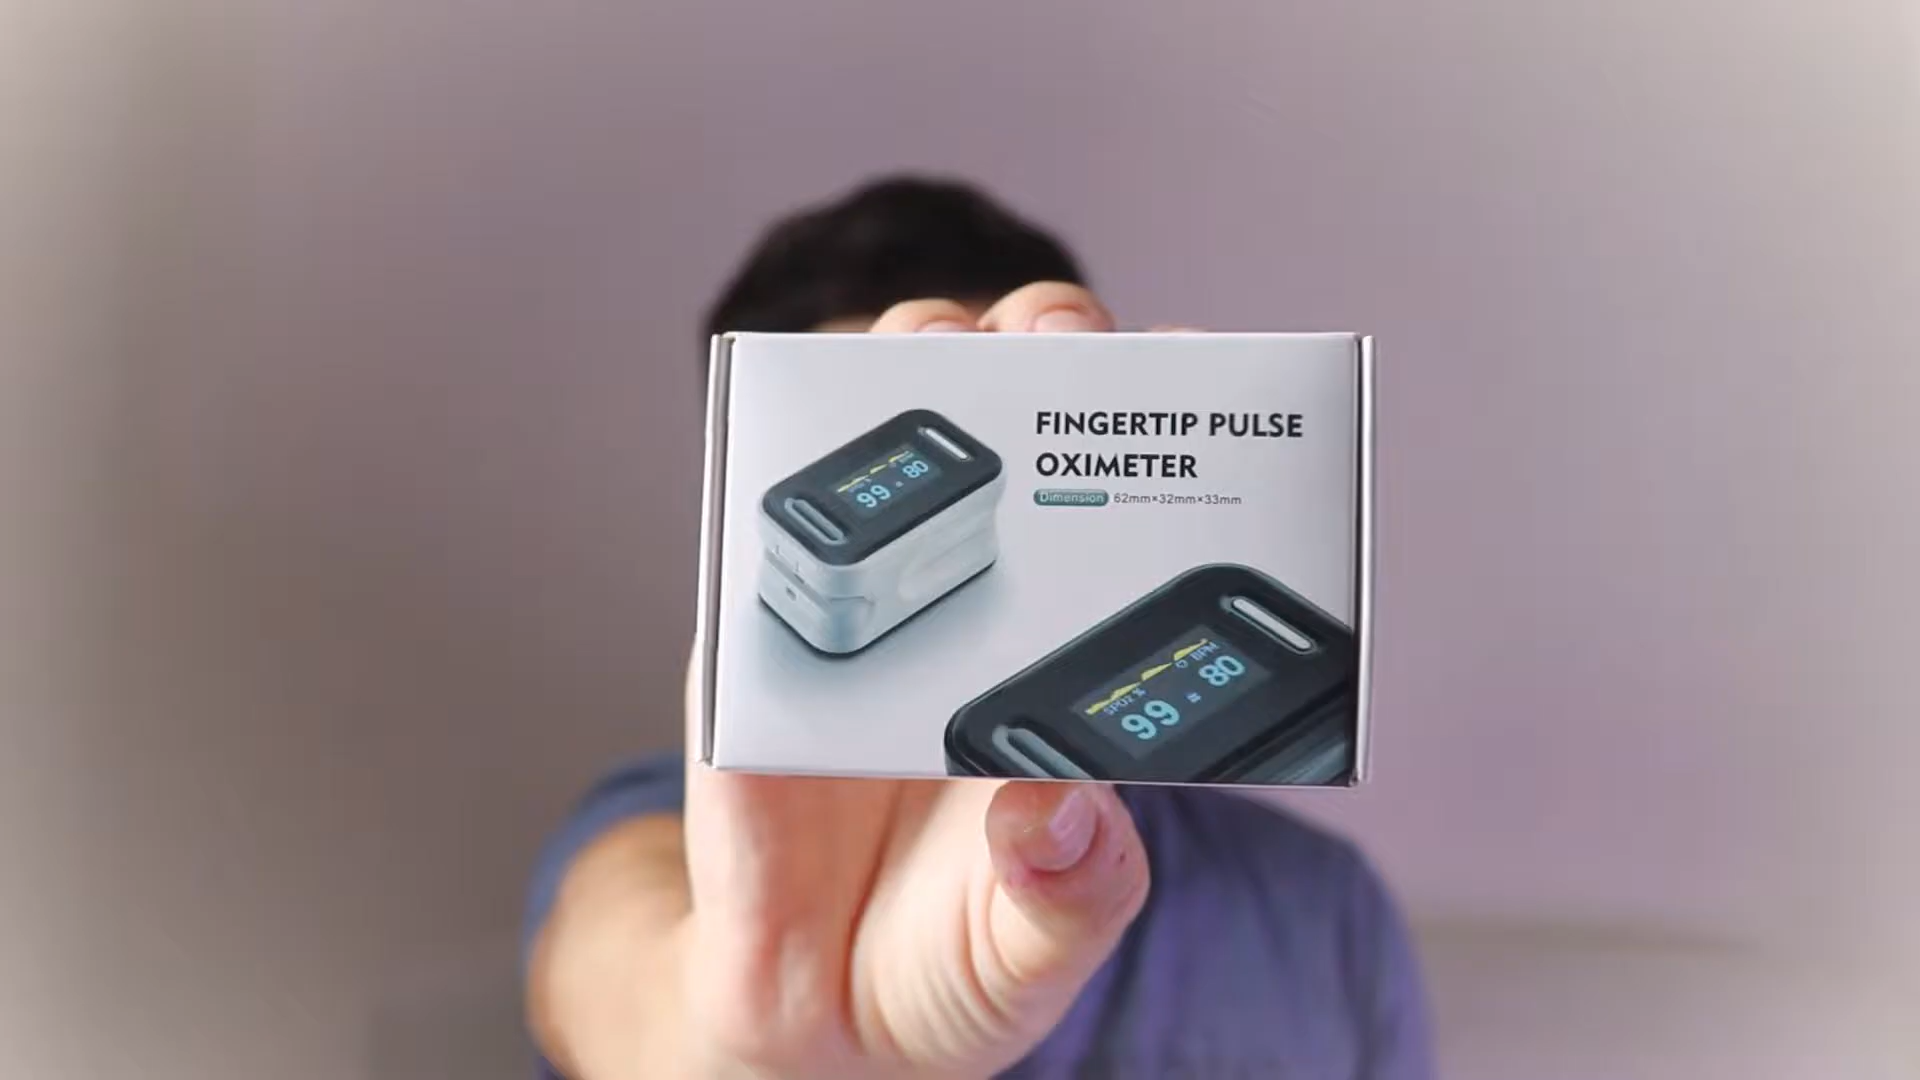 FINGERTIP PULSE
OXIMETER
Dimension 62mm×32mm×33mm
99 80
BPM
SPO2 %
99 80